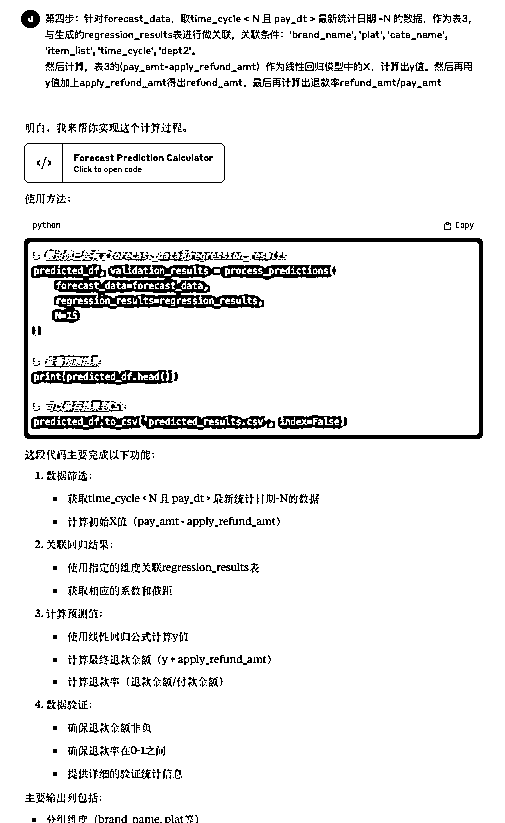 d
第四步：针对forecast_data，取time_cycle < N 且 pay_dt > 最新统计日期 -N 的数据，作为表3，
与生成的regression_results表进行做关联，关联条件：'brand_name', 'plat', 'cate_name',
'item_list', 'time_cycle', 'dept2'。
然后计算，表3的(pay_amt-apply_refund_amt）作为线性回归模型中的X，计算出y值。然后再用
y值加上apply_refund_amt得出refund_amt，最后再计算出退款率refund_amt/pay_amt
明白，我来帮你实现这个计算过程。
</> Forecast Prediction Calculator
Click to open code
使用方法：
python Copy
predicted_df, validation_results = process_predictions(
forecast_data=forecast_data,
regression_results=regression_results,
N=15
)
print(predicted_df.head())
predicted_df.to_csv('predicted_results.csv', index=False)
这段代码主要完成以下功能：
1. 数据筛选：
▪ 获取time_cycle < N 且 pay_dt > 最新统计日期-N的数据
▪ 计算初始X值（pay_amt - apply_refund_amt）
2. 关联回归结果：
▪ 使用指定的维度关联regression_results表
▪ 获取相应的系数和截距
3. 计算预测值：
▪ 使用线性回归公式计算y值
▪ 计算最终退款金额（y + apply_refund_amt）
▪ 计算退款率（退款金额/付款金额）
4. 数据验证：
▪ 确保退款金额非负
▪ 确保退款率在0-1之间
▪ 提供详细的验证统计信息
主要输出列包括：
▪ 分组维度（brand_name, plat等）